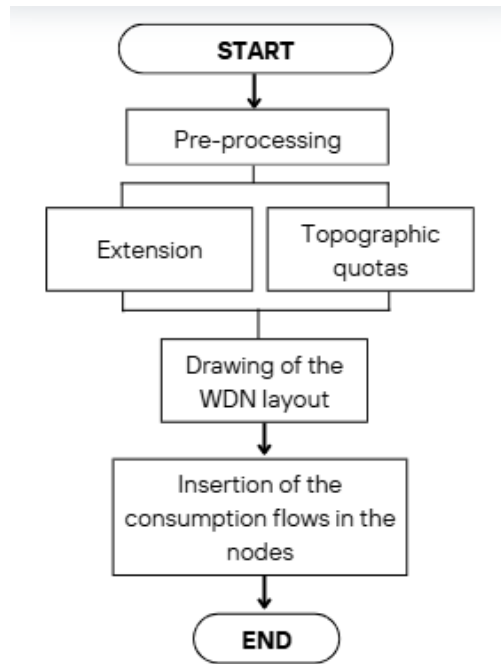 START
Pre-processing
Extension
Topographic
quotas
Drawing of the
WDN layout
Insertion of the
consumption flows in the
nodes
END